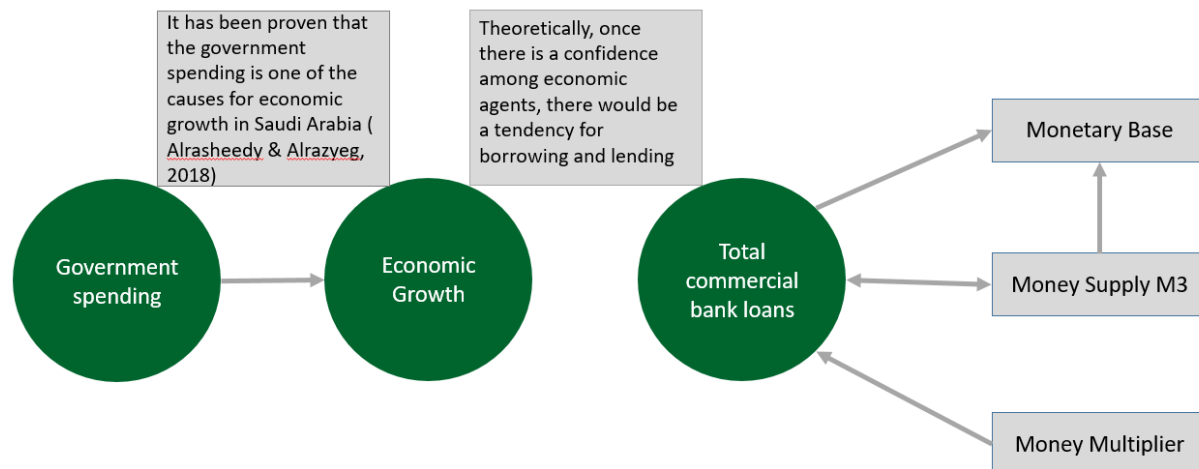 It has been proven that
the government
spending is one of the
causes for economic
growth in Saudi Arabia (
Alrasheedy & Alrazyeg,
2018)
Theoretically, once
there is a confidence
among economic
agents, there would be
a tendency for
borrowing and lending
Government
spending
Economic
Growth
Total
commercial
bank loans
Monetary Base
Money Supply M3
Money Multiplier